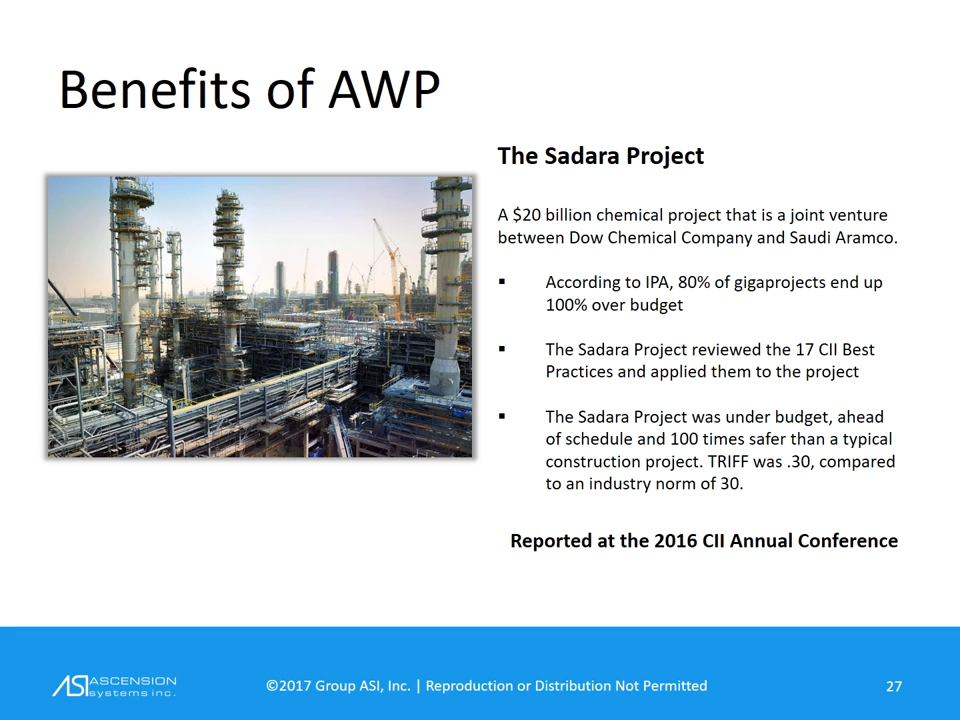 Benefits of AWP
The Sadara Project
A $20 billion chemical project that is a joint venture
between Dow Chemical Company and Saudi Aramco.
▪ According to IPA, 80% of gigaprojects end up
100% over budget
▪ The Sadara Project reviewed the 17 CII Best
Practices and applied them to the project
▪ The Sadara Project was under budget, ahead
of schedule and 100 times safer than a typical
construction project. TRIFF was .30, compared
to an industry norm of 30.
Reported at the 2016 CII Annual Conference
ASI ASCENSION
systems inc.
©2017 Group ASI, Inc. | Reproduction or Distribution Not Permitted
27